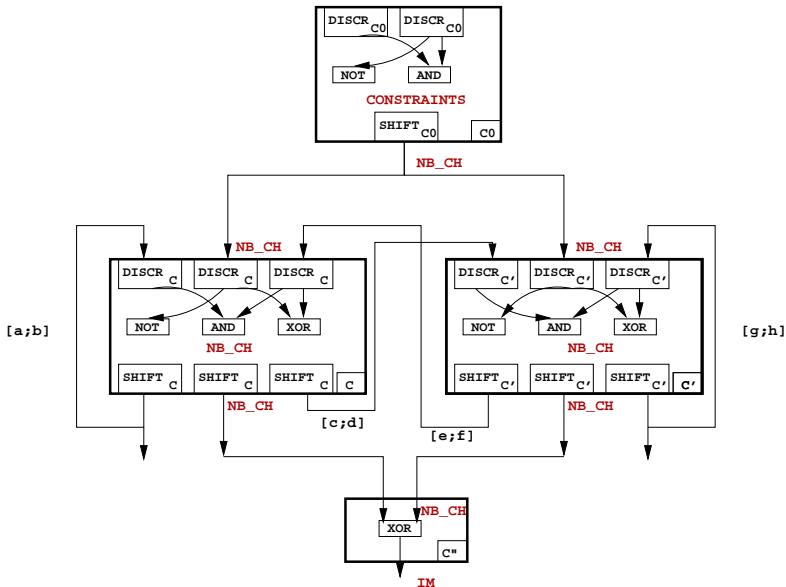 DISCR C0 DISCR C0
NOT AND
CONSTRAINTS
SHIFT C0 C0
NB_CH
NB_CH NB_CH
DISCR C DISCR C DISCR C DISCR C' DISCR C' DISCR C'
[a;b] NOT AND XOR NOT AND XOR [g;h]
NB_CH NB_CH
SHIFT C SHIFT C SHIFT C C SHIFT C' SHIFT C' SHIFT C' C'
NB_CH NB_CH
[c;d] [e;f]
NB_CH
XOR
C"
IM